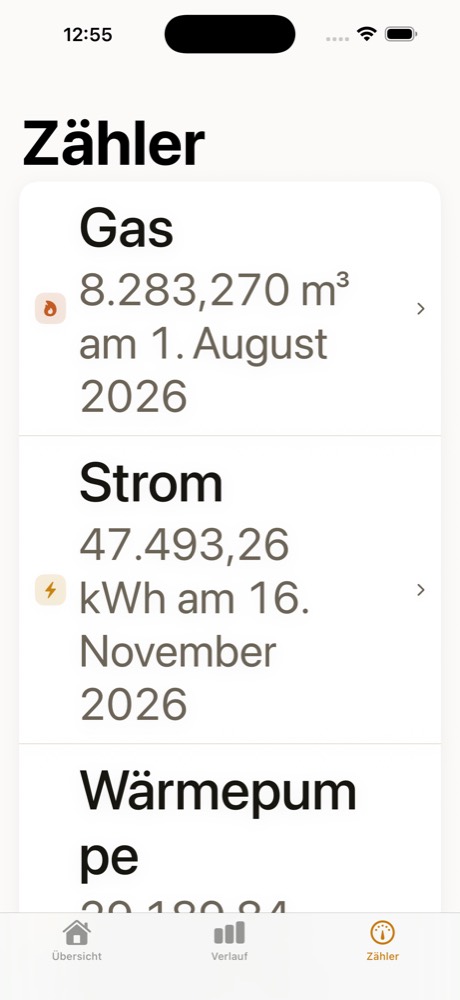 12:55
Zähler
Gas
8.283,270 m³
am 1. August
2026
Strom
47.493,26
kWh am 16.
November
2026
Wärmepum
pe
Übersicht
Verlauf
Zähler